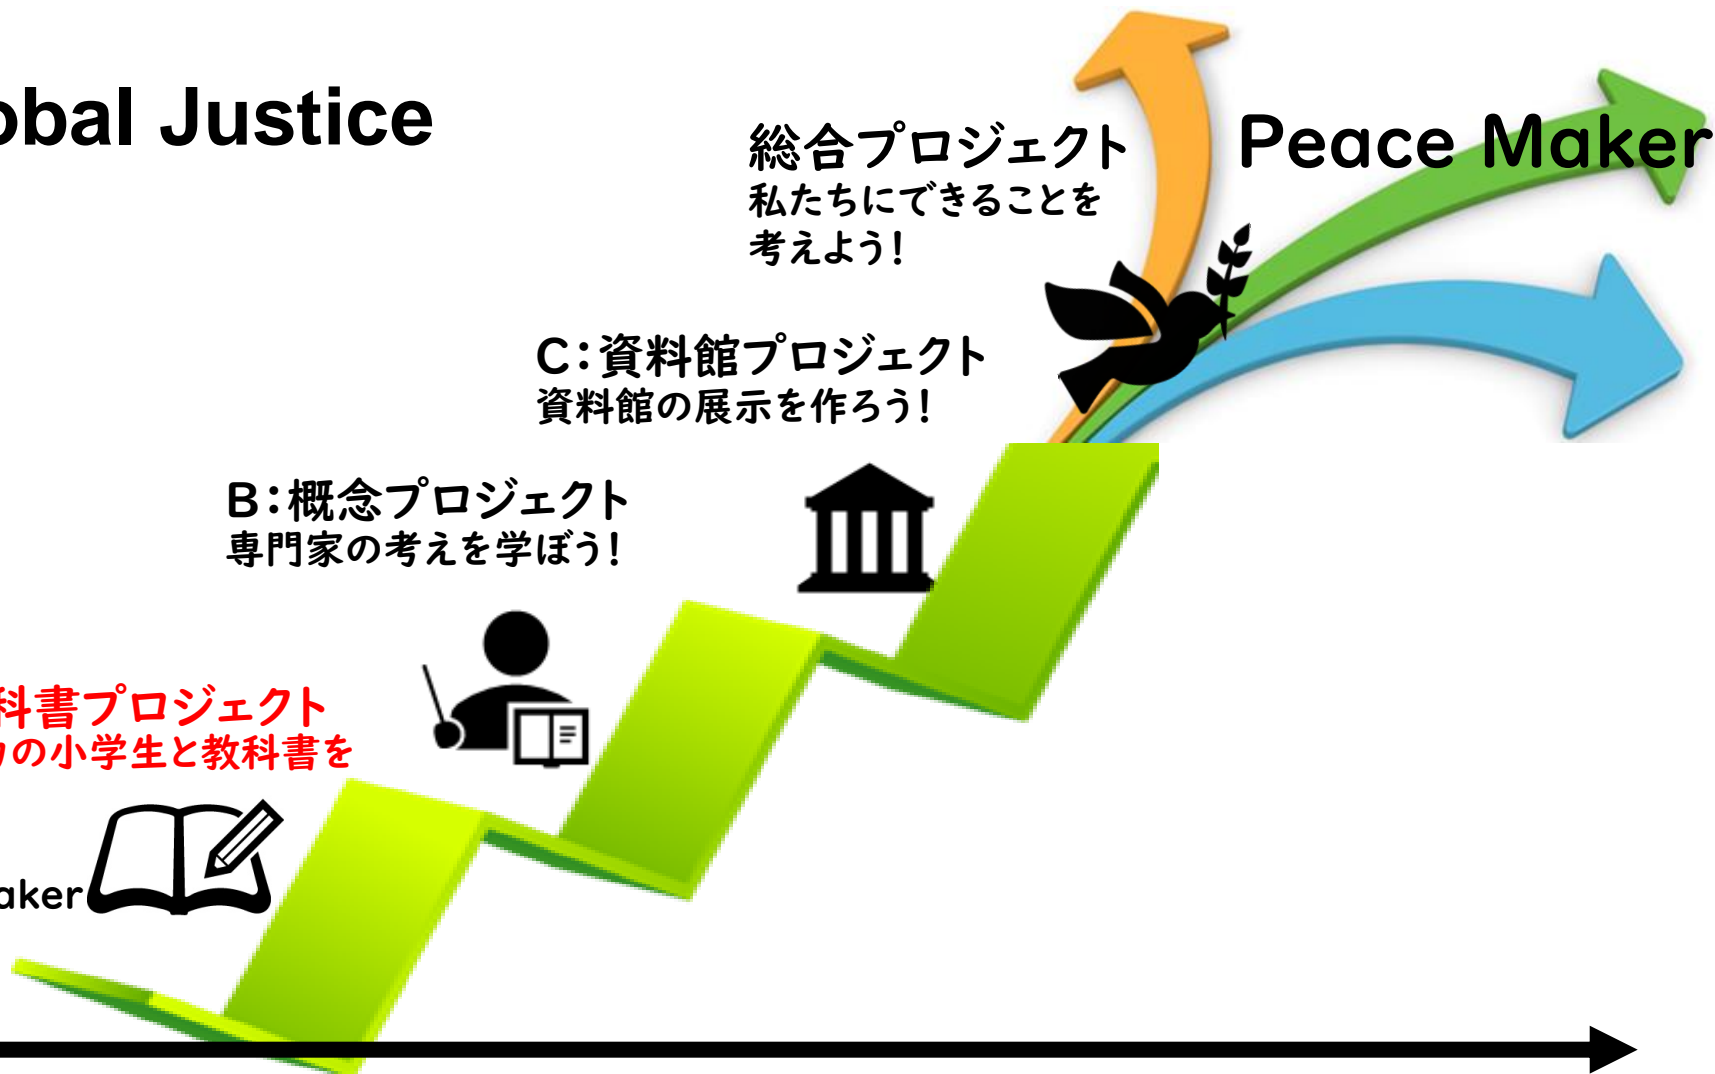 obal Justice
Peace Maker
総合プロジェクト
私たちにできることを
考えよう!
C:資料館プロジェクト
資料館の展示を作ろう!
B:概念プロジェクト
専門家の考えを学ぼう!
科書プロジェクト
の小学生と教科書を
aker